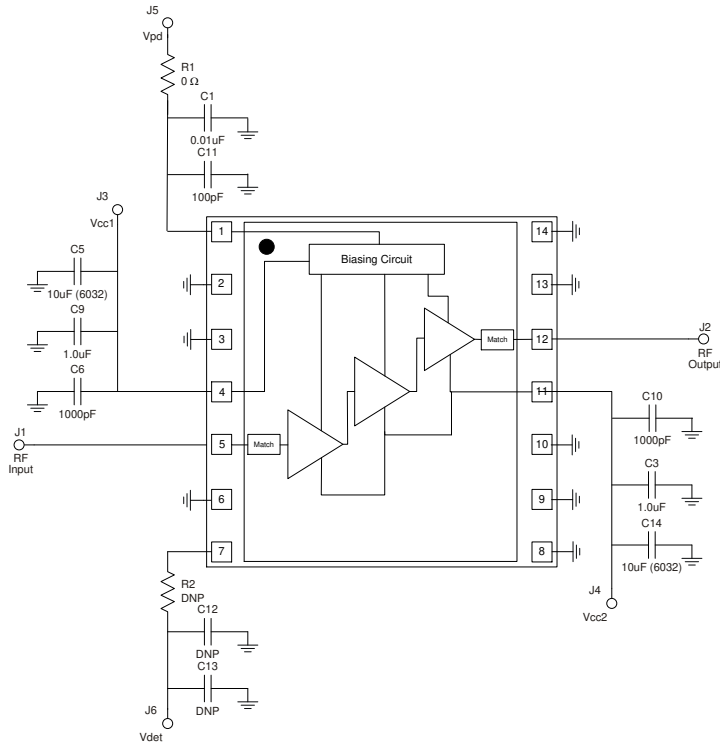 J5
Vpd
R1
0 Ω
C1
0.01uF
C11
100pF
J3
Vcc1
C5
10uF (6032)
C9
1.0uF
C6
1000pF
J1
RF
Input
1
2
3
4
5
6
7
Biasing Circuit
Match
Match
14
13
12
11
10
9
8
J2
RF
Output
C10
1000pF
C3
1.0uF
C14
10uF (6032)
J4
Vcc2
R2
DNP
C12
DNP
C13
DNP
J6
Vdet